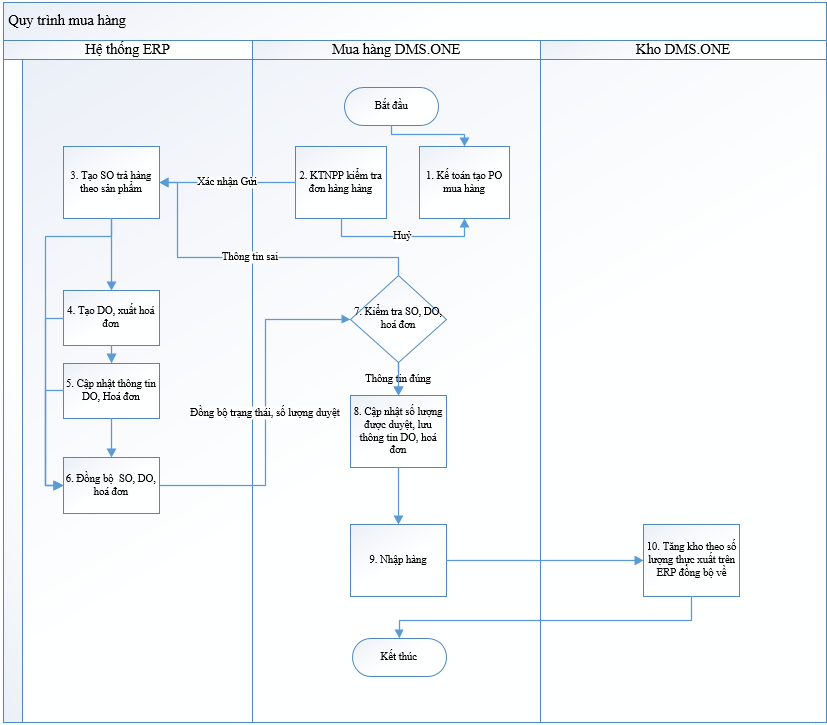 Quy trình mua hàng
Hệ thống ERP
Mua hàng DMS.ONE
Kho DMS.ONE
Bắt đầu
3. Tạo SO trả hàng
theo sản phẩm
Xác nhận Gửi
2. KTNPP kiểm tra
đơn hàng hàng
1. Kế toán tạo PO
mua hàng
Huỷ
Thông tin sai
4. Tạo DO, xuất hoá
đơn
7. Kiểm tra SO, DO,
hoá đơn
5. Cập nhật thông tin
DO, Hoá đơn
Thông tin đúng
Đồng bộ trạng thái, số lượng duyệt
8. Cập nhật số lượng
được duyệt, lưu
thông tin DO, hoá
đơn
6. Đồng bộ SO, DO,
hoá đơn
9. Nhập hàng
10. Tăng kho theo số
lượng thực xuất trên
ERP đồng bộ về
Kết thúc